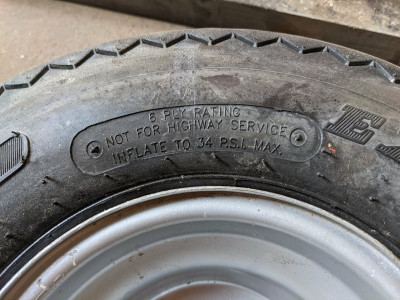 6 PLY RATING
NOT FOR HIGHWAY SERVICE
INFLATE TO 34 P.S.I. MAX.